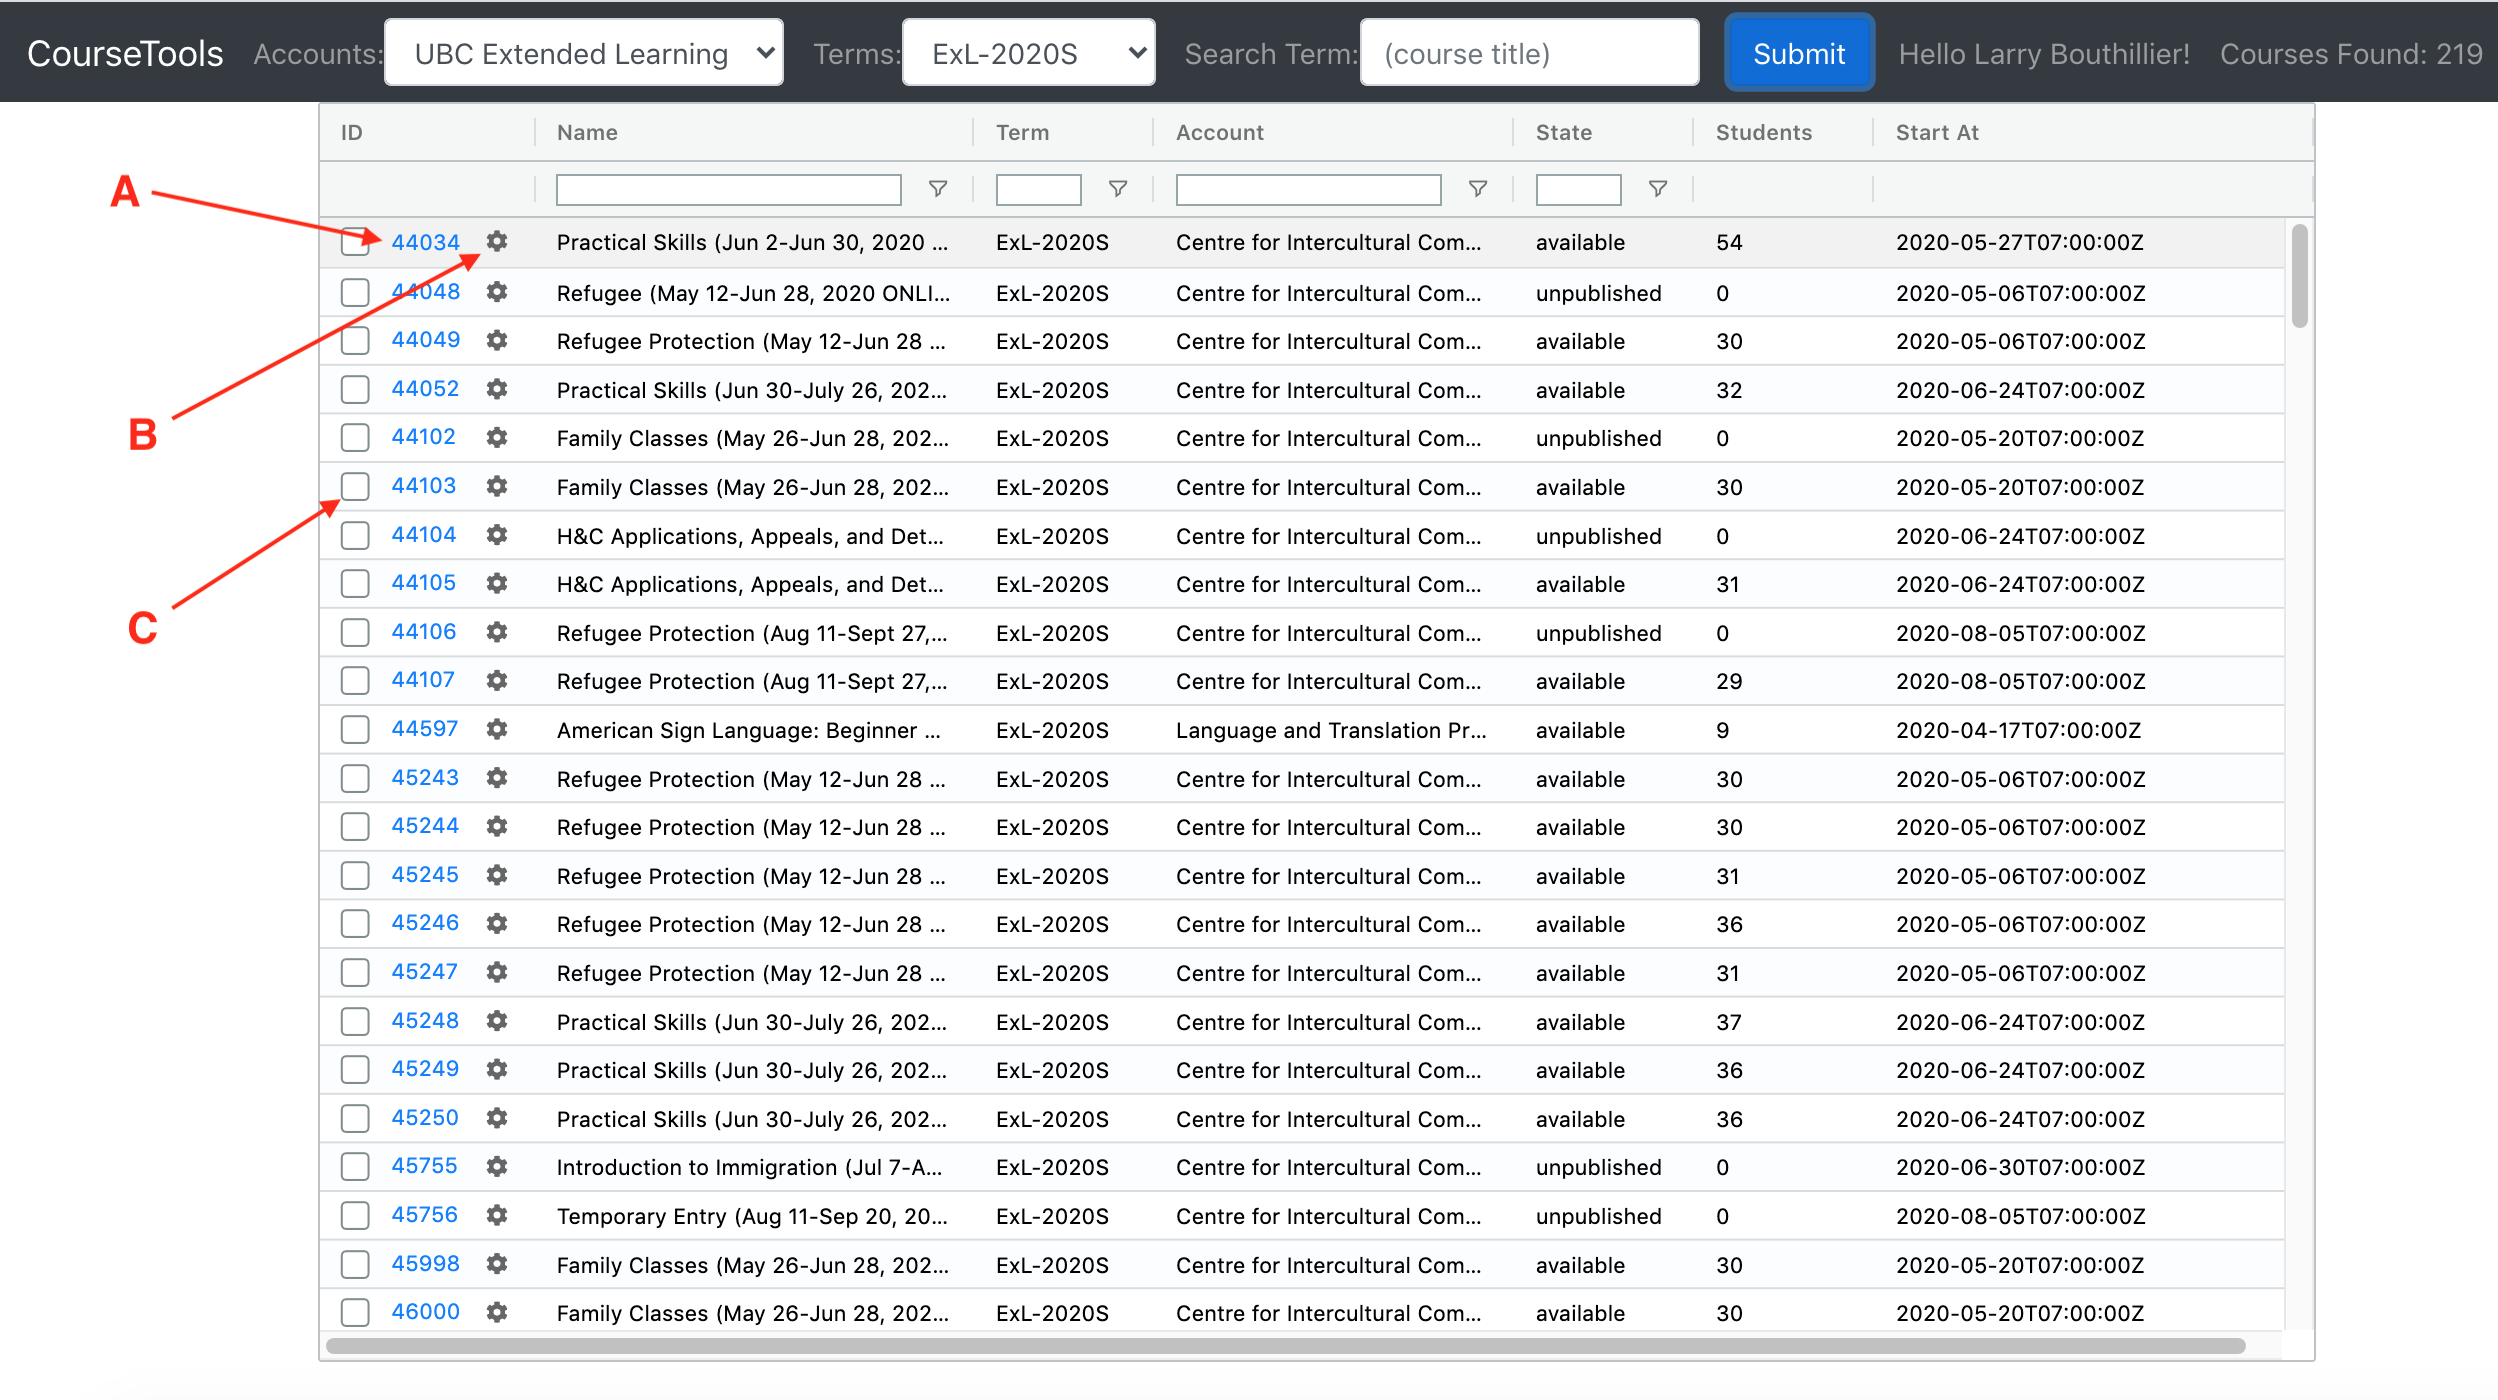 CourseTools Accounts: UBC Extended Learning Terms: ExL-2020S Search Term: (course title) Submit Hello Larry Bouthillier! Courses Found: 219
ID Name Term Account State Students Start At
A
44034 Practical Skills (Jun 2-Jun 30, 2020 ... ExL-2020S Centre for Intercultural Com... available 54 2020-05-27T07:00:00Z
44048 Refugee (May 12-Jun 28, 2020 ONLI... ExL-2020S Centre for Intercultural Com... unpublished 0 2020-05-06T07:00:00Z
44049 Refugee Protection (May 12-Jun 28 ... ExL-2020S Centre for Intercultural Com... available 30 2020-05-06T07:00:00Z
44052 Practical Skills (Jun 30-July 26, 202... ExL-2020S Centre for Intercultural Com... available 32 2020-06-24T07:00:00Z
B
44102 Family Classes (May 26-Jun 28, 202... ExL-2020S Centre for Intercultural Com... unpublished 0 2020-05-20T07:00:00Z
44103 Family Classes (May 26-Jun 28, 202... ExL-2020S Centre for Intercultural Com... available 30 2020-05-20T07:00:00Z
44104 H&C Applications, Appeals, and Det... ExL-2020S Centre for Intercultural Com... unpublished 0 2020-06-24T07:00:00Z
44105 H&C Applications, Appeals, and Det... ExL-2020S Centre for Intercultural Com... available 31 2020-06-24T07:00:00Z
C
44106 Refugee Protection (Aug 11-Sept 27,... ExL-2020S Centre for Intercultural Com... unpublished 0 2020-08-05T07:00:00Z
44107 Refugee Protection (Aug 11-Sept 27,... ExL-2020S Centre for Intercultural Com... available 29 2020-08-05T07:00:00Z
44597 American Sign Language: Beginner ... ExL-2020S Language and Translation Pr... available 9 2020-04-17T07:00:00Z
45243 Refugee Protection (May 12-Jun 28 ... ExL-2020S Centre for Intercultural Com... available 30 2020-05-06T07:00:00Z
45244 Refugee Protection (May 12-Jun 28 ... ExL-2020S Centre for Intercultural Com... available 30 2020-05-06T07:00:00Z
45245 Refugee Protection (May 12-Jun 28 ... ExL-2020S Centre for Intercultural Com... available 31 2020-05-06T07:00:00Z
45246 Refugee Protection (May 12-Jun 28 ... ExL-2020S Centre for Intercultural Com... available 36 2020-05-06T07:00:00Z
45247 Refugee Protection (May 12-Jun 28 ... ExL-2020S Centre for Intercultural Com... available 31 2020-05-06T07:00:00Z
45248 Practical Skills (Jun 30-July 26, 202... ExL-2020S Centre for Intercultural Com... available 37 2020-06-24T07:00:00Z
45249 Practical Skills (Jun 30-July 26, 202... ExL-2020S Centre for Intercultural Com... available 36 2020-06-24T07:00:00Z
45250 Practical Skills (Jun 30-July 26, 202... ExL-2020S Centre for Intercultural Com... available 36 2020-06-24T07:00:00Z
45755 Introduction to Immigration (Jul 7-A... ExL-2020S Centre for Intercultural Com... unpublished 0 2020-06-30T07:00:00Z
45756 Temporary Entry (Aug 11-Sep 20, 20... ExL-2020S Centre for Intercultural Com... unpublished 0 2020-08-05T07:00:00Z
45998 Family Classes (May 26-Jun 28, 202... ExL-2020S Centre for Intercultural Com... available 30 2020-05-20T07:00:00Z
46000 Family Classes (May 26-Jun 28, 202... ExL-2020S Centre for Intercultural Com... available 30 2020-05-20T07:00:00Z